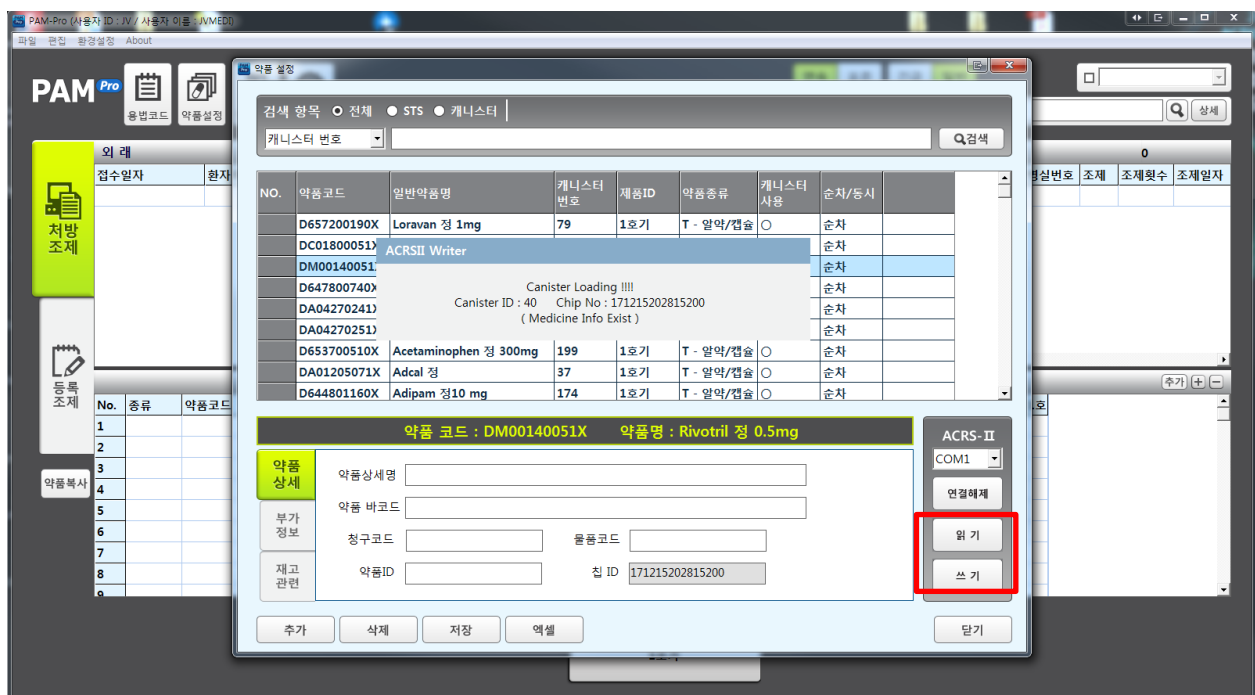 PAM-Pro (사용자 ID : JV / 사용자 이름 : JVMEDI)
파일 편집 환경설정 About
PAM Pro
용법코드
약품설정
상세
외 래
0
접수일자
환자
병실번호 조제 조제횟수 조제일자
처방
조제
등록
조제
약품복사
추가
No. 종류 약품코드
1
2
3
4
5
6
7
8
9
약품 설정
검색 항목 전체 STS 캐니스터
캐니스터 번호
검색
NO. 약품코드 일반약품명 캐니스터 번호 제품ID 약품종류 캐니스터 사용 순차/동시
D657200190X Loravan 정 1mg 79 1호기 T - 알약/캡슐 ○ 순차
DC01800051X 순차
DM00140051 순차
D647800740X 순차
DA04270241X 순차
DA04270251X 순차
D653700510X Acetaminophen 정 300mg 199 1호기 T - 알약/캡슐 ○ 순차
DA01205071X Adcal 정 37 1호기 T - 알약/캡슐 ○ 순차
D644801160X Adipam 정10 mg 174 1호기 T - 알약/캡슐 ○ 순차
ACRSII Writer
Canister Loading !!!!
Canister ID : 40 Chip No : 171215202815200
( Medicine Info Exist )
약품 코드 : DM00140051X 약품명 : Rivotril 정 0.5mg
약품
상세
부가
정보
재고
관련
약품상세명
약품 바코드
청구코드 물품코드
약품ID 칩 ID 171215202815200
ACRS-II
COM1
연결해제
읽 기
쓰 기
추가 삭제 저장 엑셀 닫기